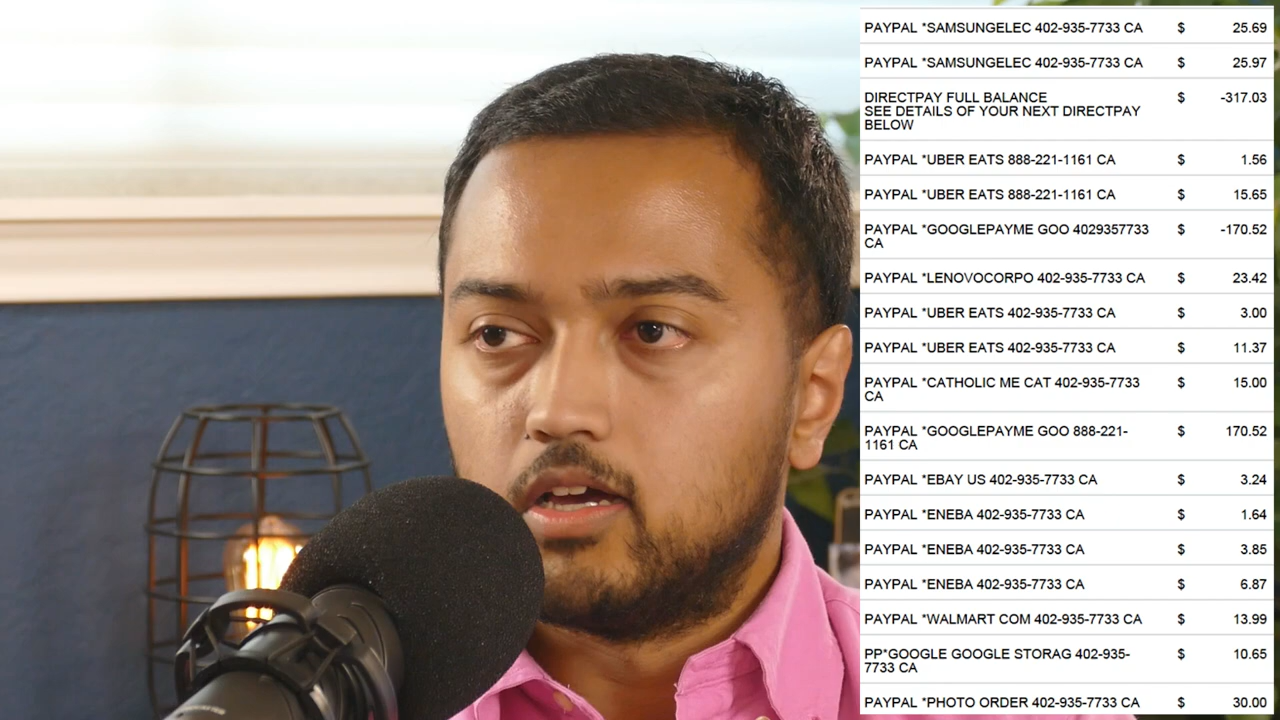 PAYPAL *SAMSUNGELEC 402-935-7733 CA $ 25.69
PAYPAL *SAMSUNGELEC 402-935-7733 CA $ 25.97
DIRECTPAY FULL BALANCE $ -317.03
SEE DETAILS OF YOUR NEXT DIRECTPAY
BELOW
PAYPAL *UBER EATS 888-221-1161 CA $ 1.56
PAYPAL *UBER EATS 888-221-1161 CA $ 15.65
PAYPAL *GOOGLEPAYME GOO 4029357733 $ -170.52
CA
PAYPAL *LENOVOCORPO 402-935-7733 CA $ 23.42
PAYPAL *UBER EATS 402-935-7733 CA $ 3.00
PAYPAL *UBER EATS 402-935-7733 CA $ 11.37
PAYPAL *CATHOLIC ME CAT 402-935-7733 $ 15.00
CA
PAYPAL *GOOGLEPAYME GOO 888-221- $ 170.52
1161 CA
PAYPAL *EBAY US 402-935-7733 CA $ 3.24
PAYPAL *ENEBA 402-935-7733 CA $ 1.64
PAYPAL *ENEBA 402-935-7733 CA $ 3.85
PAYPAL *ENEBA 402-935-7733 CA $ 6.87
PAYPAL *WALMART COM 402-935-7733 CA $ 13.99
PP*GOOGLE GOOGLE STORAG 402-935- $ 10.65
7733 CA
PAYPAL *PHOTO ORDER 402-935-7733 CA $ 30.00